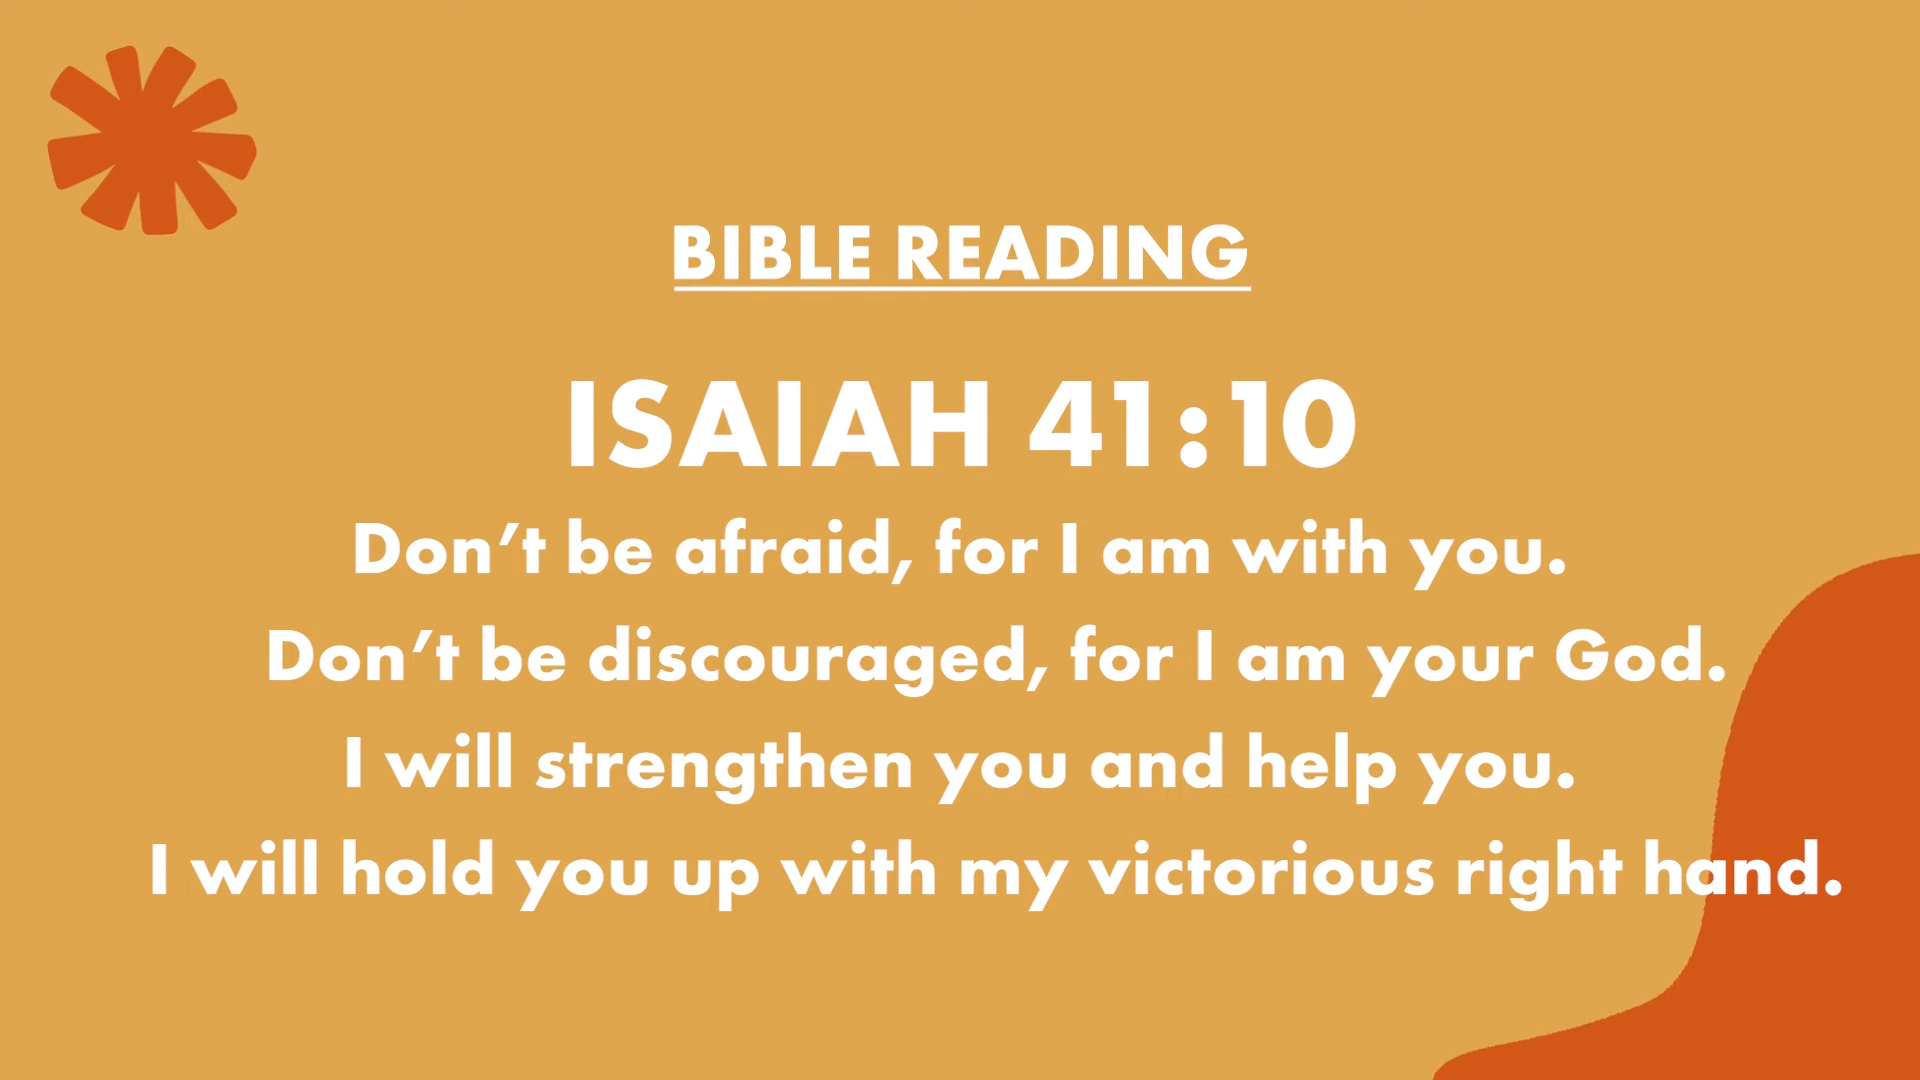 BIBLE READING
ISAIAH 41:10
Don’t be afraid, for I am with you.
Don’t be discouraged, for I am your God.
I will strengthen you and help you.
I will hold you up with my victorious right hand.